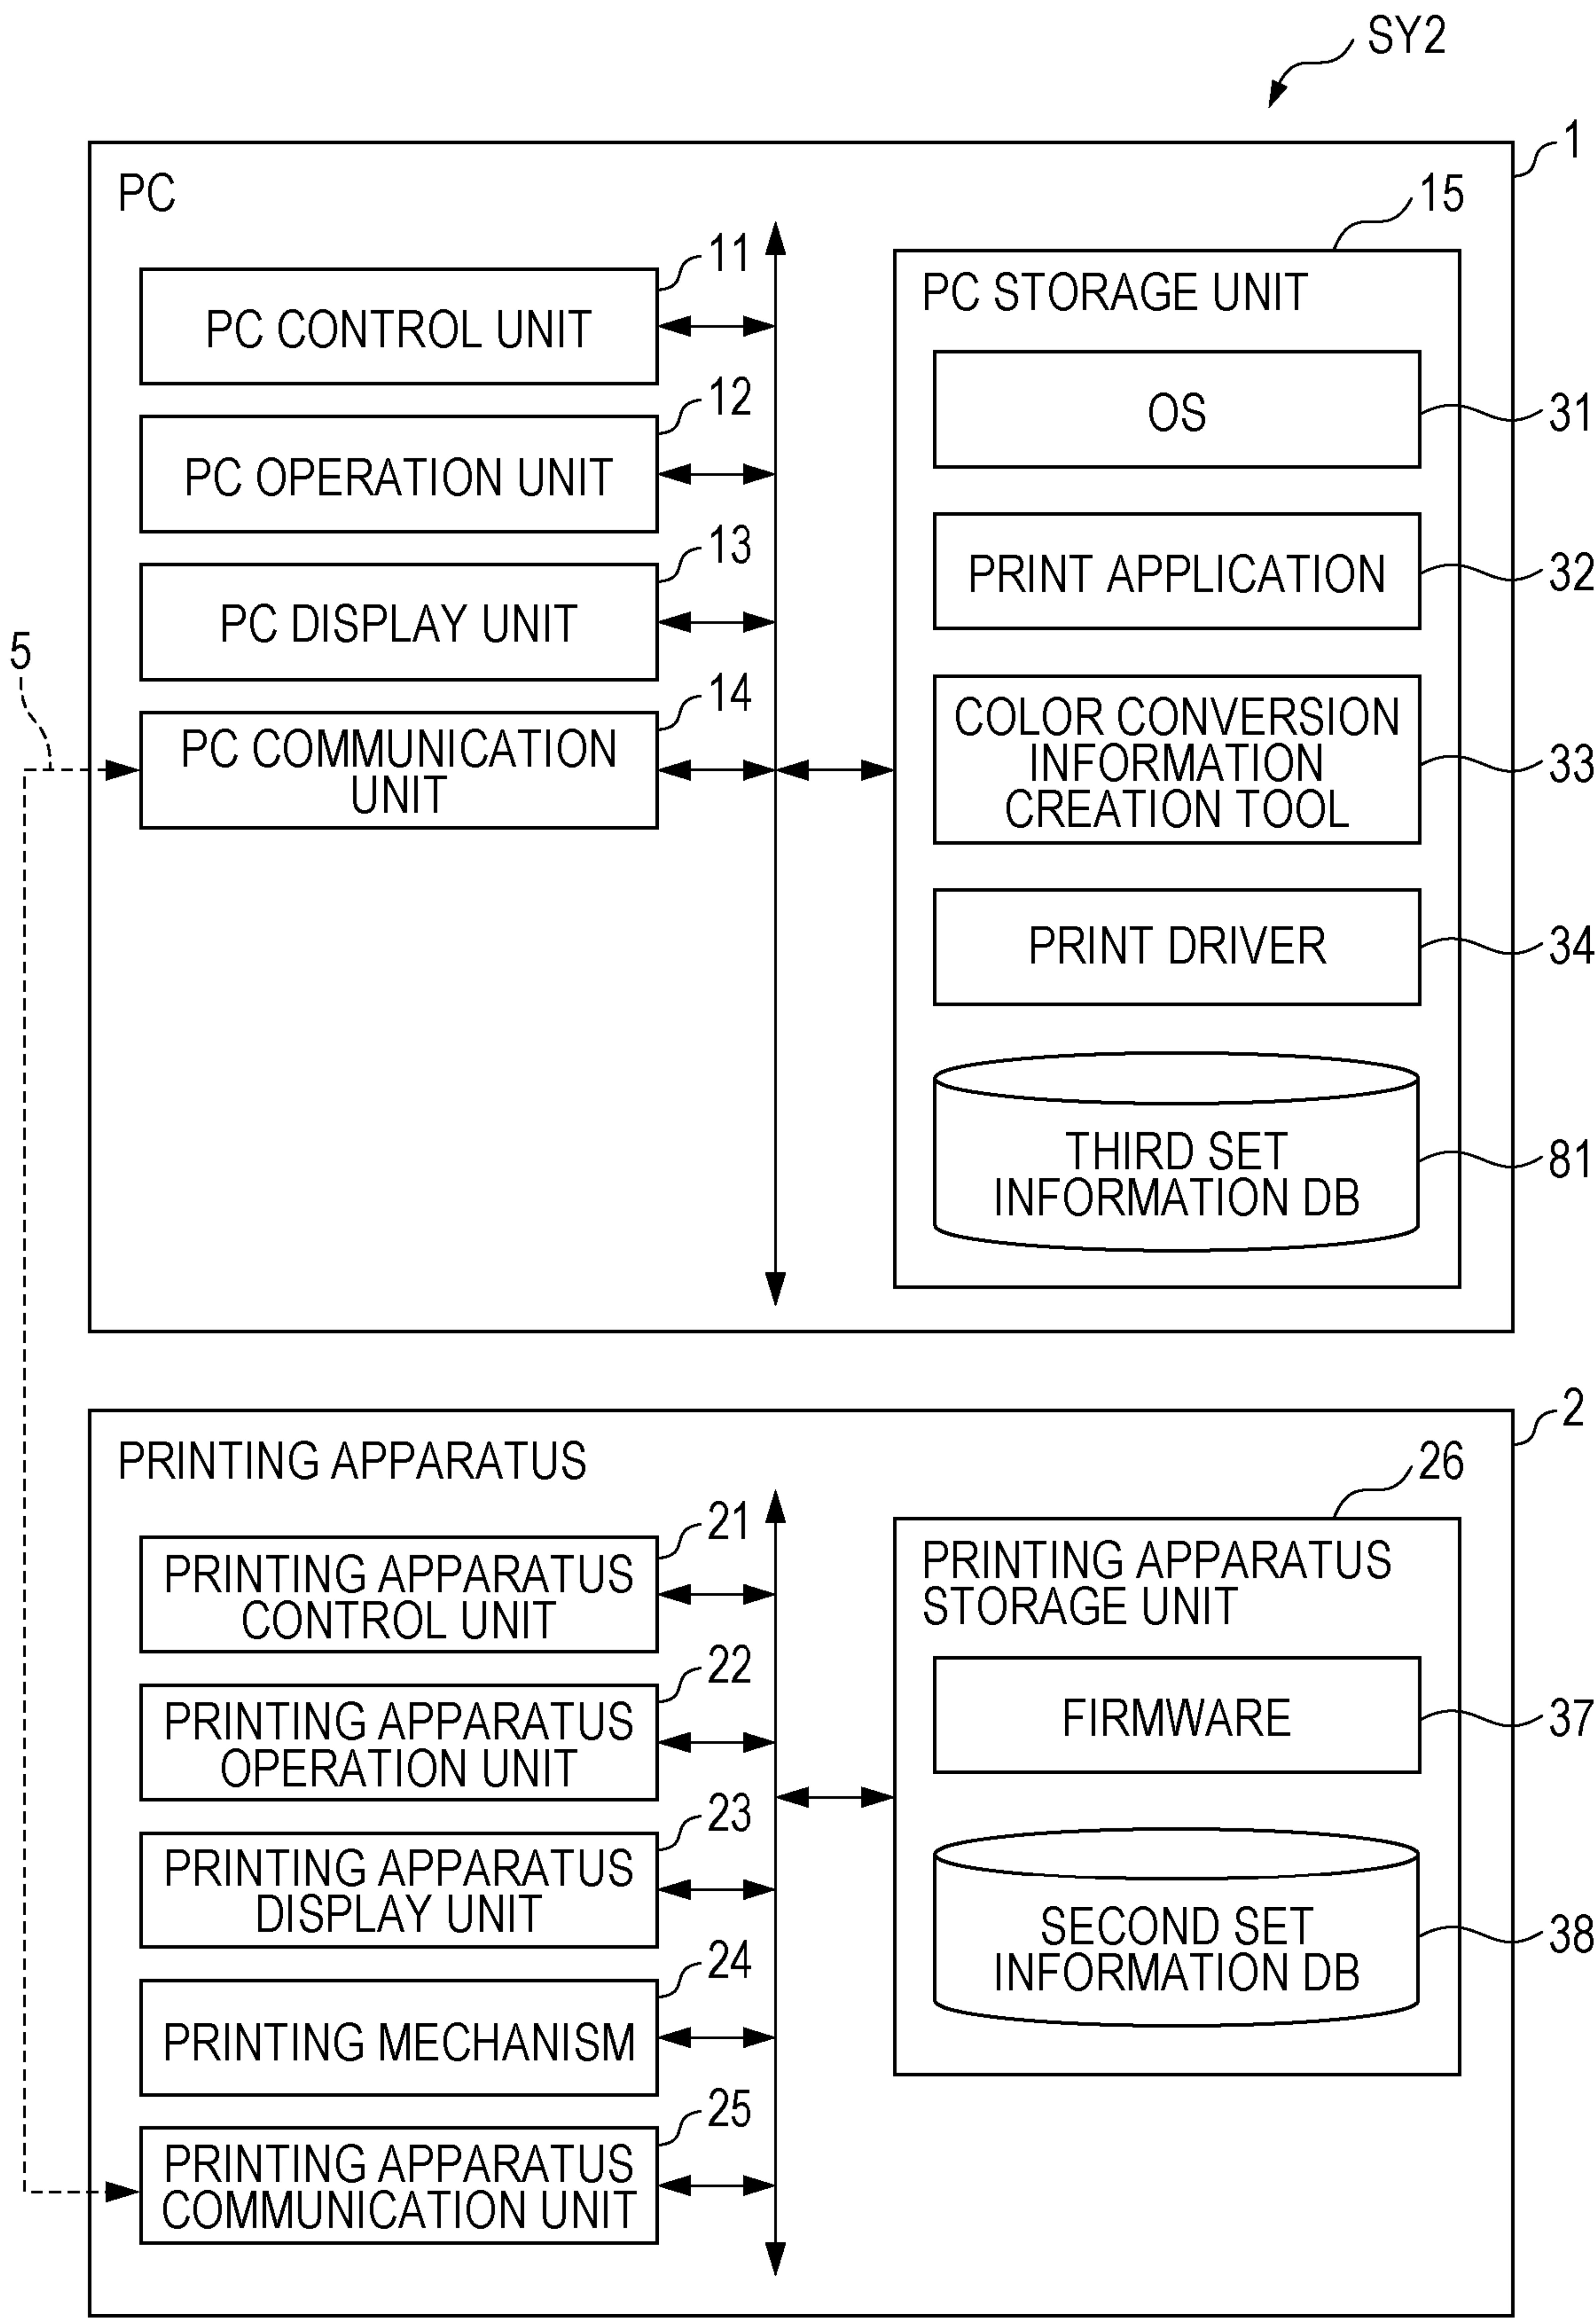 SY2
1
PC
15
11
PC CONTROL UNIT
12
PC OPERATION UNIT
13
PC DISPLAY UNIT
5
14
PC COMMUNICATION
UNIT
PC STORAGE UNIT
OS
31
PRINT APPLICATION
32
COLOR CONVERSION
INFORMATION
CREATION TOOL
33
PRINT DRIVER
34
THIRD SET
INFORMATION DB
81
2
PRINTING APPARATUS
26
21
PRINTING APPARATUS
CONTROL UNIT
22
PRINTING APPARATUS
OPERATION UNIT
23
PRINTING APPARATUS
DISPLAY UNIT
24
PRINTING MECHANISM
25
PRINTING APPARATUS
COMMUNICATION UNIT
PRINTING APPARATUS
STORAGE UNIT
FIRMWARE
37
SECOND SET
INFORMATION DB
38